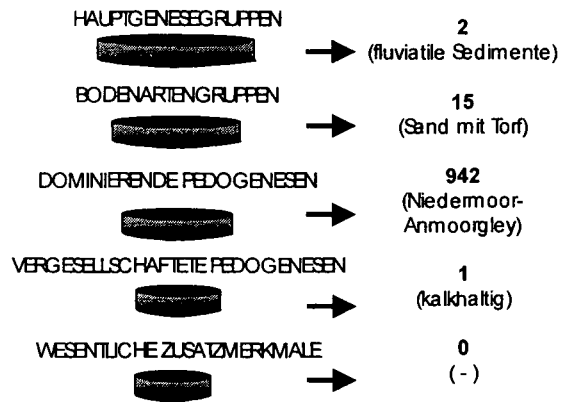 HAUPTGENESEGRUPPEN
2
(fluviatile Sedimente)
BODENARTENGRUPPEN
15
(Sand mit Torf)
DOMINIERENDE PEDOGENESEN
942
(Niedermoor-
Anmoorgley)
VERGESELLSCHAFTETE PEDOGENESEN
1
(kalkhaltig)
WESENTLICHE ZUSATZMERKMALE
0
( - )